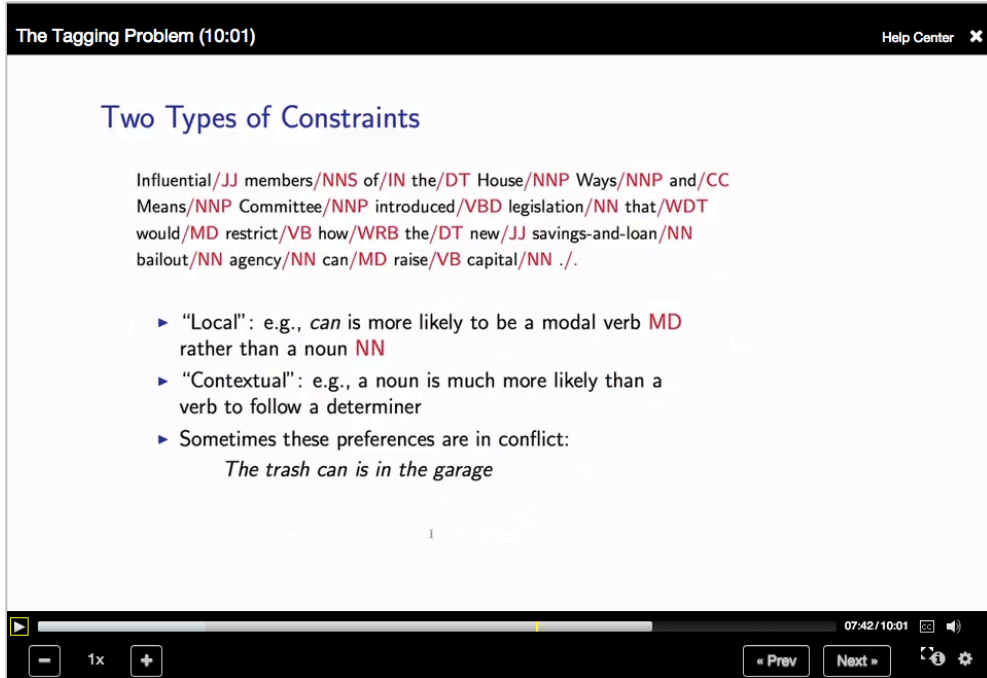 The Tagging Problem (10:01)
Help Center ✖
Two Types of Constraints
Influential/JJ members/NNS of/IN the/DT House/NNP Ways/NNP and/CC
Means/NNP Committee/NNP introduced/VBD legislation/NN that/WDT
would/MD restrict/VB how/WRB the/DT new/JJ savings-and-loan/NN
bailout/NN agency/NN can/MD raise/VB capital/NN ./.
▶ “Local”: e.g., can is more likely to be a modal verb MD
rather than a noun NN
▶ “Contextual”: e.g., a noun is much more likely than a
verb to follow a determiner
▶ Sometimes these preferences are in conflict:
The trash can is in the garage
07:42/10:01 CC
− 1x + « Prev Next »